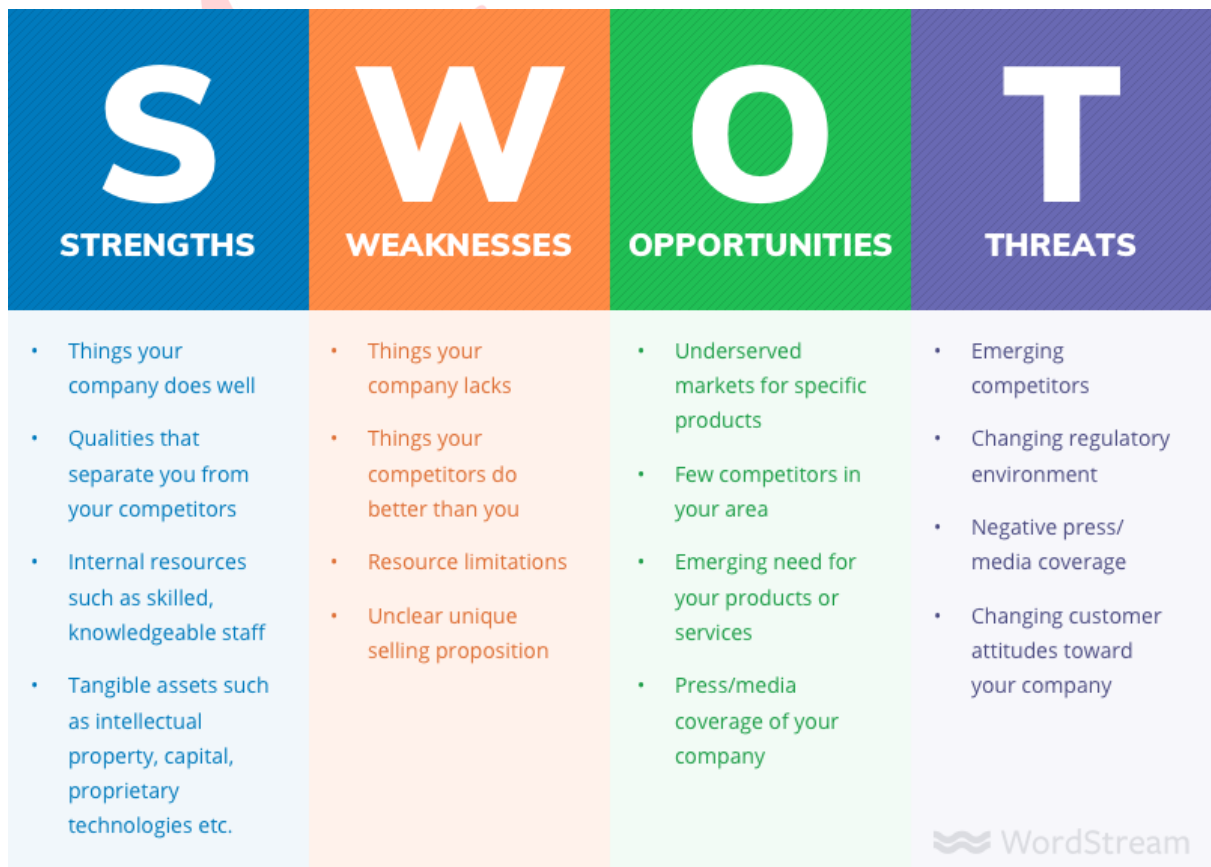 S
STRENGTHS
• Things your
company does well
• Qualities that
separate you from
your competitors
• Internal resources
such as skilled,
knowledgeable staff
• Tangible assets such
as intellectual
property, capital,
proprietary
technologies etc.
W
WEAKNESSES
• Things your
company lacks
• Things your
competitors do
better than you
• Resource limitations
• Unclear unique
selling proposition
O
OPPORTUNITIES
• Underserved
markets for specific
products
• Few competitors in
your area
• Emerging need for
your products or
services
• Press/media
coverage of your
company
T
THREATS
• Emerging
competitors
• Changing regulatory
environment
• Negative press/
media coverage
• Changing customer
attitudes toward
your company
WordStream